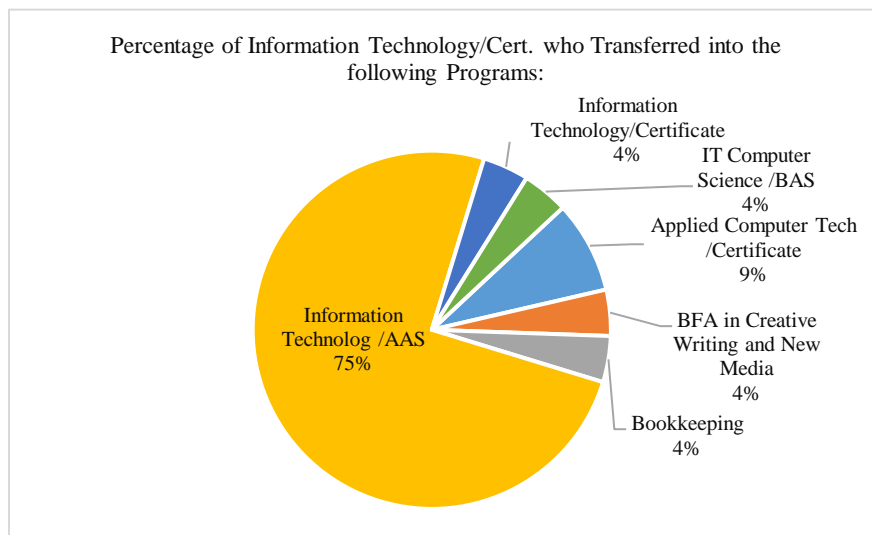 Percentage of Information Technology/Cert. who Transferred into the
following Programs:
Information
Technology/Certificate
4%
IT Computer
Science /BAS
4%
Applied Computer Tech
/Certificate
9%
BFA in Creative
Writing and New
Media
4%
Bookkeeping
4%
Information
Technolog /AAS
75%